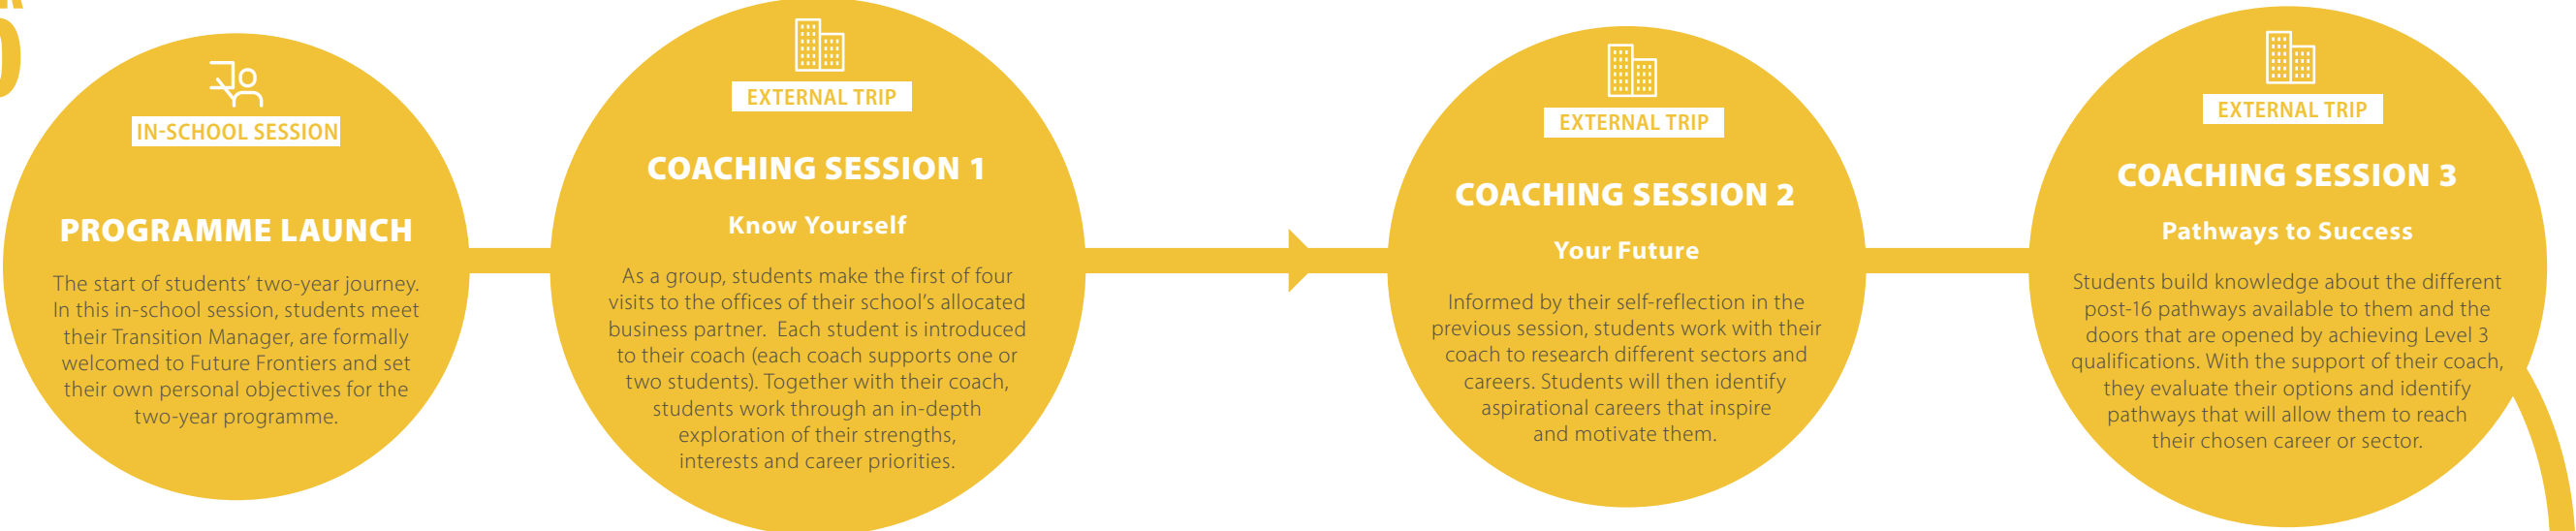 IN-SCHOOL SESSION
PROGRAMME LAUNCH
The start of students’ two-year journey.
In this in-school session, students meet
their Transition Manager, are formally
welcomed to Future Frontiers and set
their own personal objectives for the
two-year programme.
EXTERNAL TRIP
COACHING SESSION 1
Know Yourself
As a group, students make the first of four
visits to the offices of their school’s allocated
business partner.  Each student is introduced
to their coach (each coach supports one or
two students). Together with their coach,
students work through an in-depth
exploration of their strengths,
interests and career priorities.
EXTERNAL TRIP
COACHING SESSION 2
Your Future
Informed by their self-reflection in the
previous session, students work with their
coach to research different sectors and
careers. Students will then identify
aspirational careers that inspire
and motivate them.
EXTERNAL TRIP
COACHING SESSION 3
Pathways to Success
Students build knowledge about the different
post-16 pathways available to them and the
doors that are opened by achieving Level 3
qualifications. With the support of their coach,
they evaluate their options and identify
pathways that will allow them to reach
their chosen career or sector.